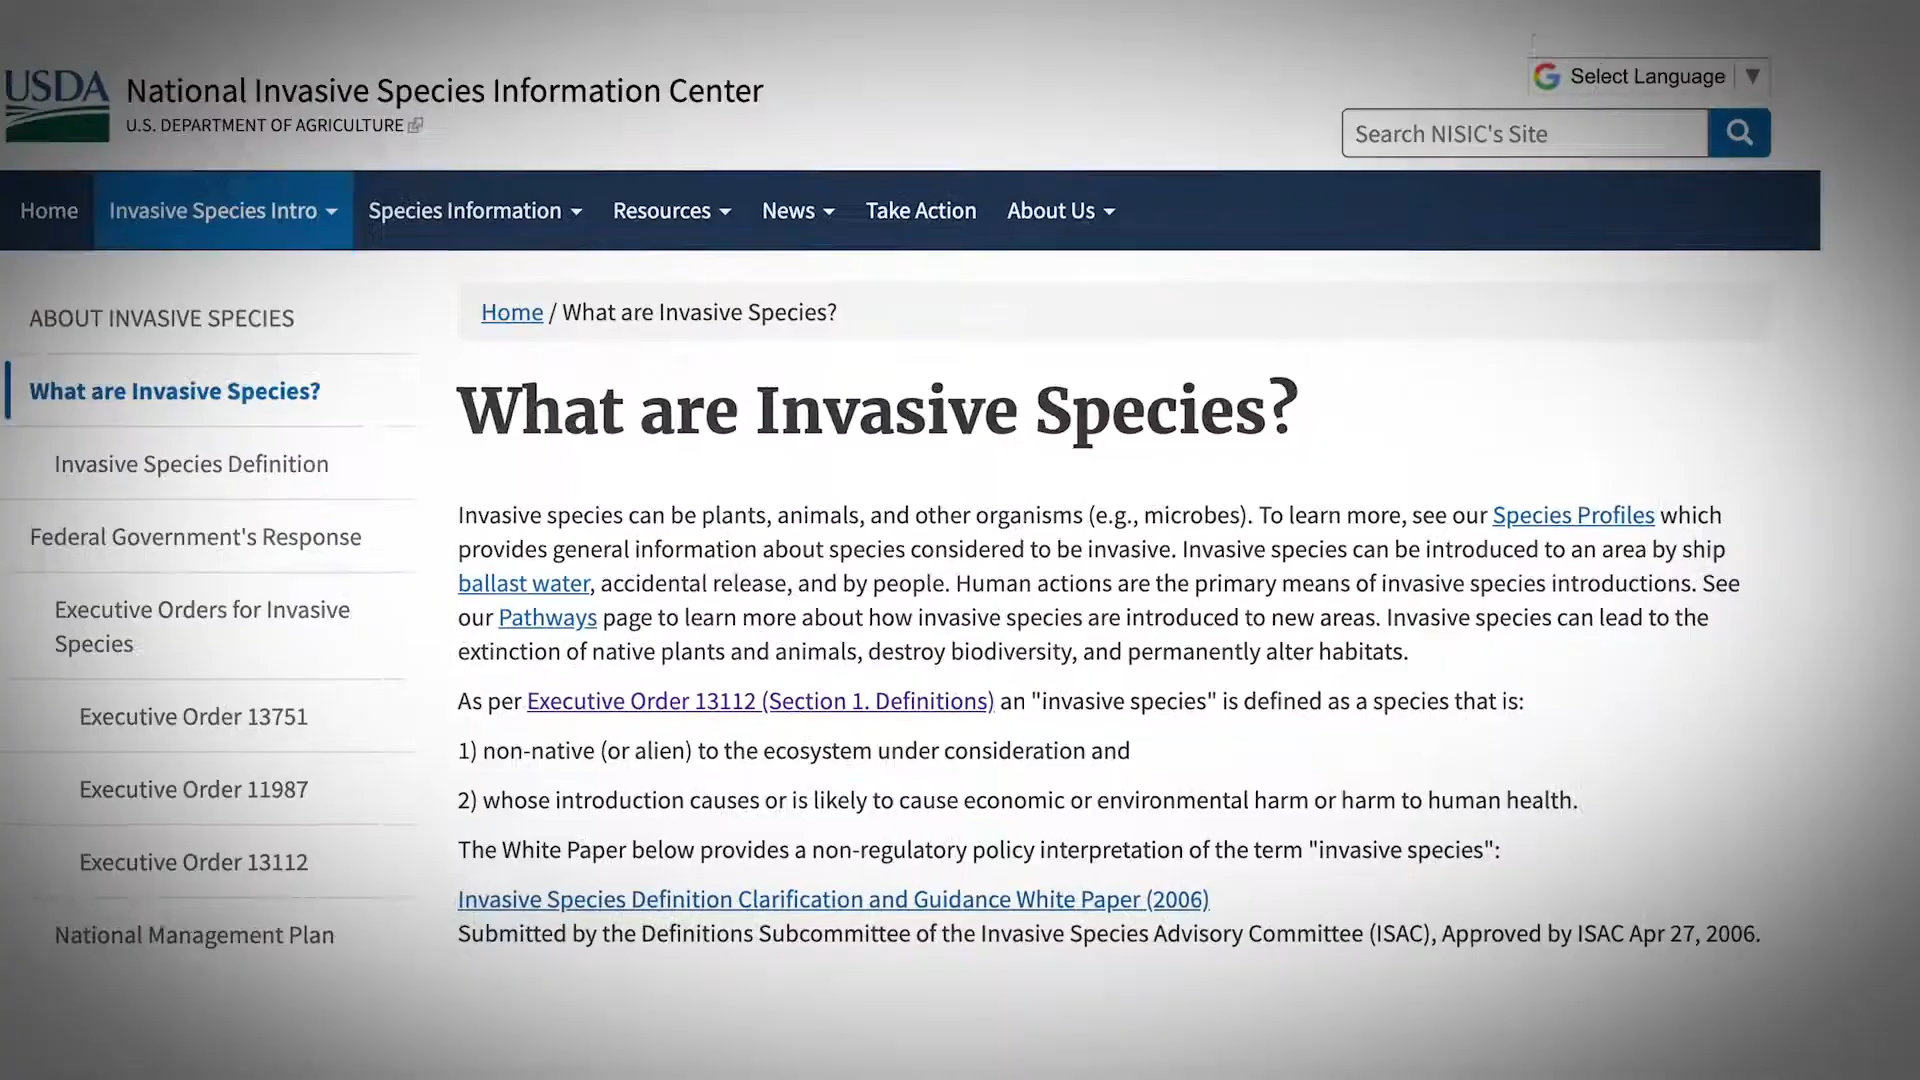 USDA
National Invasive Species Information Center
U.S. DEPARTMENT OF AGRICULTURE
Select Language
Search NISIC's Site
Home
Invasive Species Intro
Species Information
Resources
News
Take Action
About Us
ABOUT INVASIVE SPECIES
What are Invasive Species?
Invasive Species Definition
Federal Government's Response
Executive Orders for Invasive
Species
Executive Order 13751
Executive Order 11987
Executive Order 13112
National Management Plan
Home / What are Invasive Species?
What are Invasive Species?
Invasive species can be plants, animals, and other organisms (e.g., microbes). To learn more, see our Species Profiles which
provides general information about species considered to be invasive. Invasive species can be introduced to an area by ship
ballast water, accidental release, and by people. Human actions are the primary means of invasive species introductions. See
our Pathways page to learn more about how invasive species are introduced to new areas. Invasive species can lead to the
extinction of native plants and animals, destroy biodiversity, and permanently alter habitats.
As per Executive Order 13112 (Section 1. Definitions) an "invasive species" is defined as a species that is:
1) non-native (or alien) to the ecosystem under consideration and
2) whose introduction causes or is likely to cause economic or environmental harm or harm to human health.
The White Paper below provides a non-regulatory policy interpretation of the term "invasive species":
Invasive Species Definition Clarification and Guidance White Paper (2006)
Submitted by the Definitions Subcommittee of the Invasive Species Advisory Committee (ISAC), Approved by ISAC Apr 27, 2006.